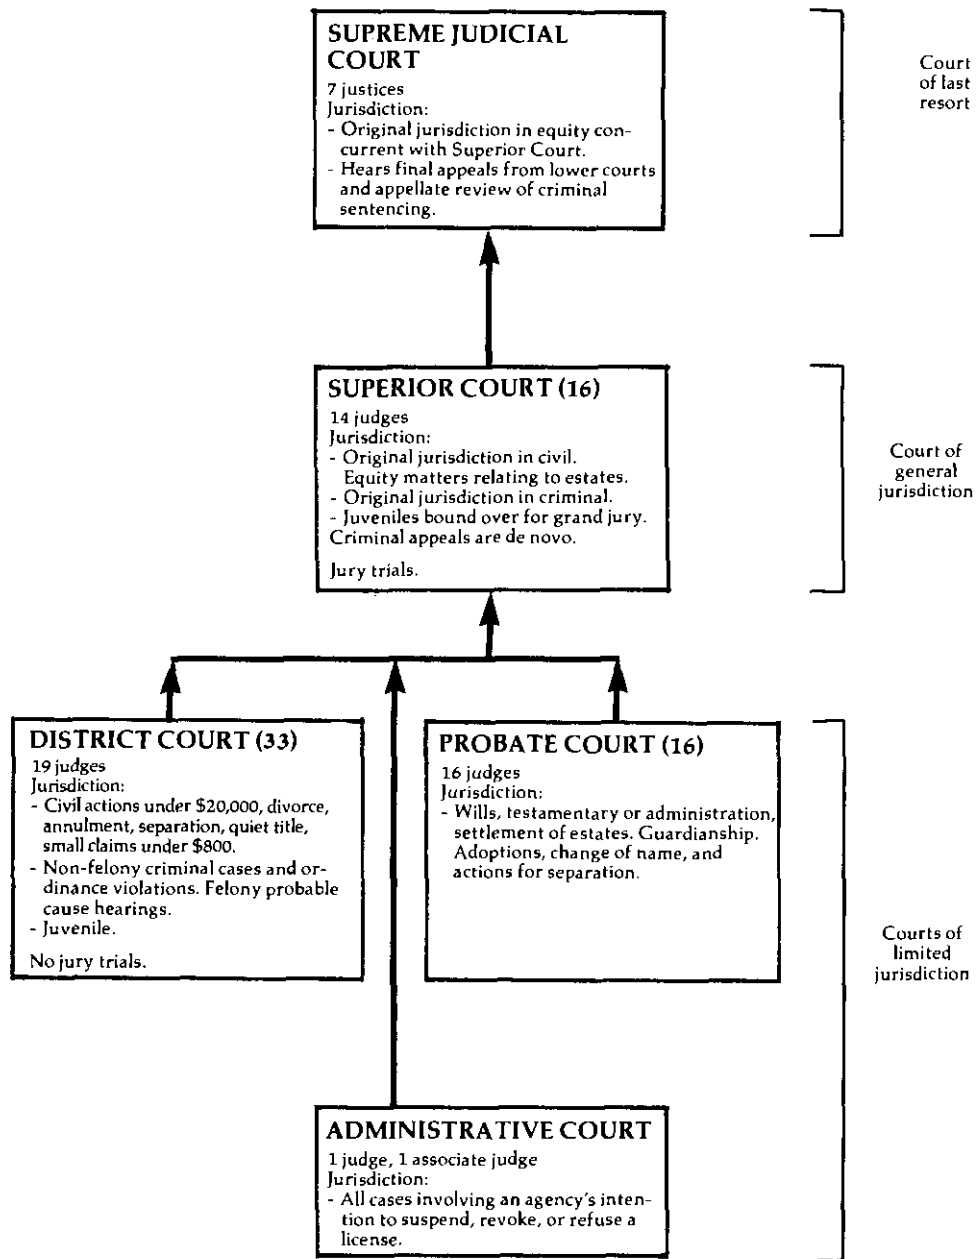 SUPREME JUDICIAL
COURT
7 justices
Jurisdiction:
- Original jurisdiction in equity con-
current with Superior Court.
- Hears final appeals from lower courts
and appellate review of criminal
sentencing.
Court
of last
resort
SUPERIOR COURT (16)
14 judges
Jurisdiction:
- Original jurisdiction in civil.
Equity matters relating to estates.
- Original jurisdiction in criminal.
- Juveniles bound over for grand jury.
Criminal appeals are de novo.
Jury trials.
Court of
general
jurisdiction
DISTRICT COURT (33)
19 judges
Jurisdiction:
- Civil actions under $20,000, divorce,
annulment, separation, quiet title,
small claims under $800.
- Non-felony criminal cases and or-
dinance violations. Felony probable
cause hearings.
- Juvenile.
No jury trials.
PROBATE COURT (16)
16 judges
Jurisdiction:
- Wills, testamentary or administration,
settlement of estates. Guardianship.
Adoptions, change of name, and
actions for separation.
Courts of
limited
jurisdiction
ADMINISTRATIVE COURT
1 judge, 1 associate judge
Jurisdiction:
- All cases involving an agency's inten-
tion to suspend, revoke, or refuse a
license.